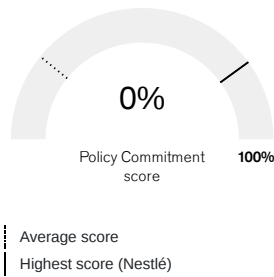 0%
Policy Commitment
score
100%
Average score
Highest score (Nestlé)